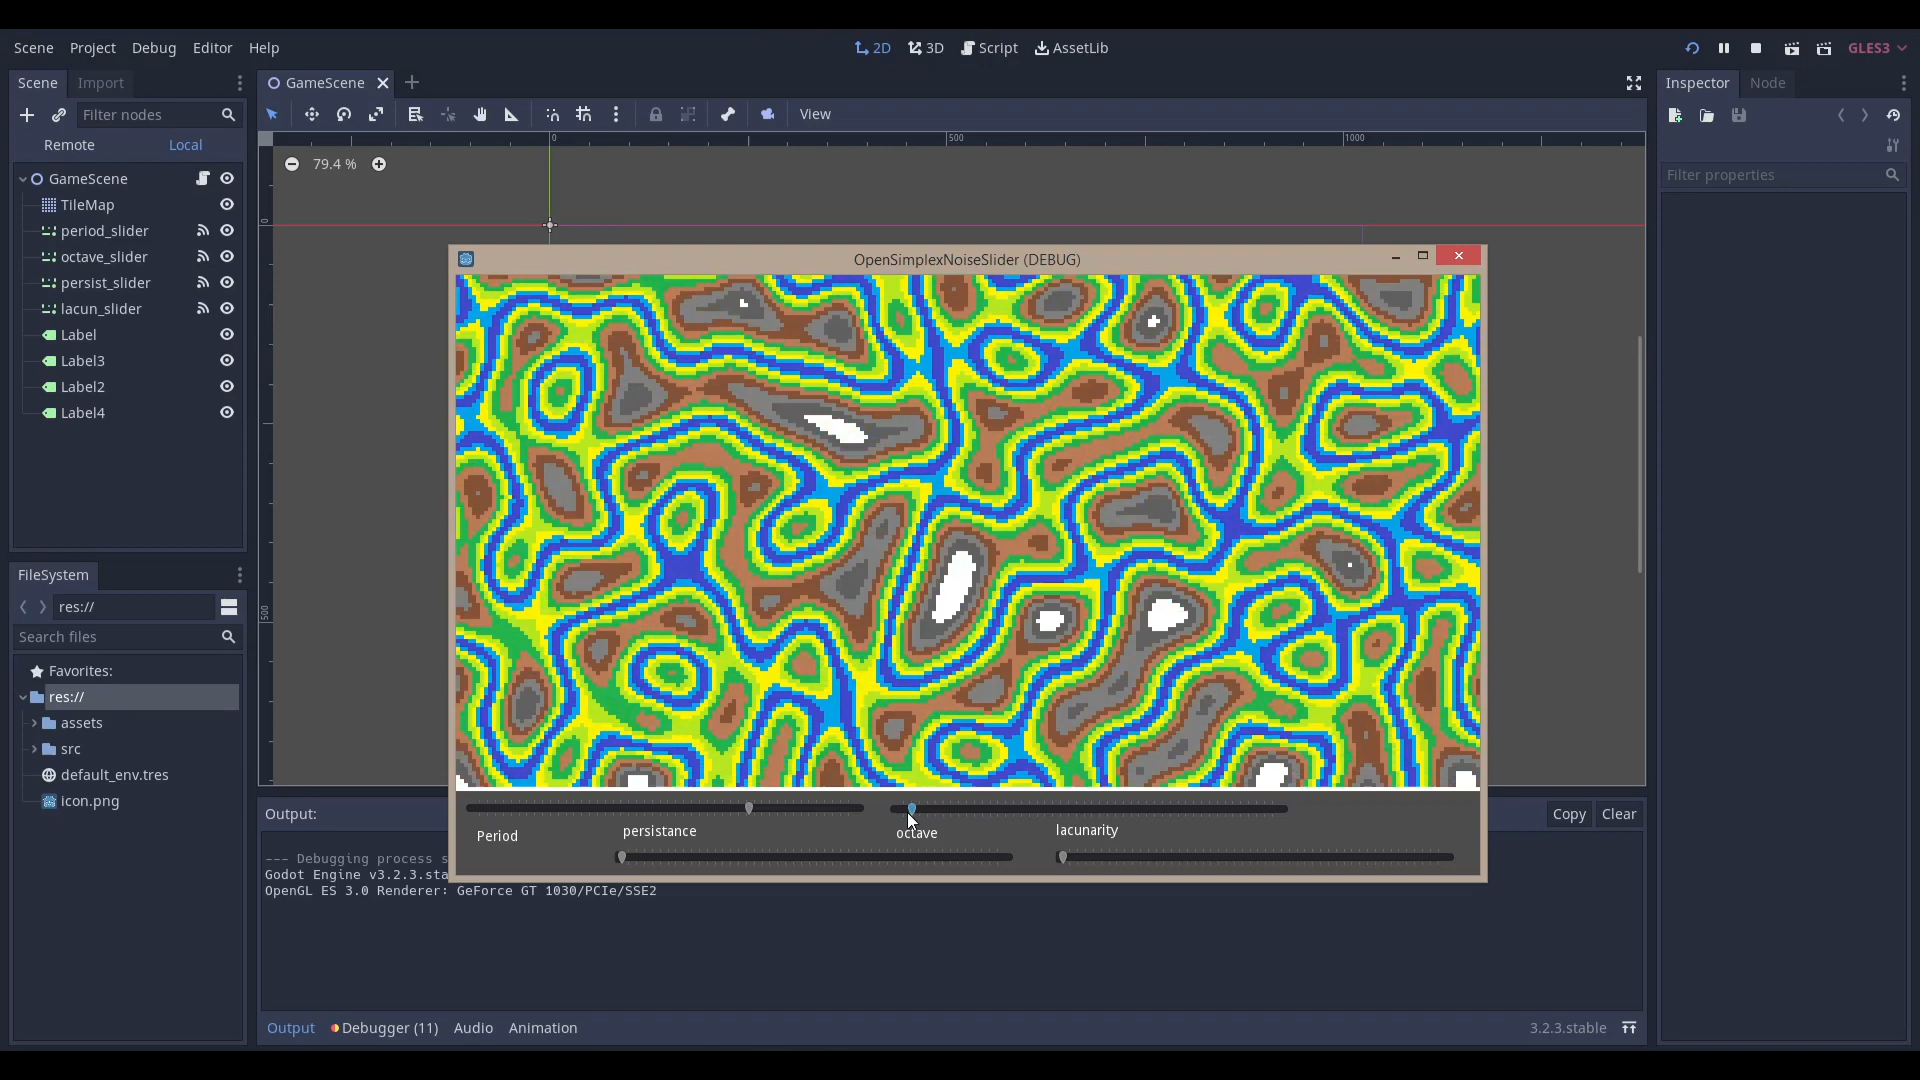 Scene Project Debug Editor Help 2D 3D Script AssetLib GLES3
Scene Import GameScene Inspector Node
Filter nodes View
Remote Local 0 500 1000
79.4 %
Filter properties
GameScene
TileMap
period_slider
octave_slider
persist_slider
lacun_slider
Label
Label3
Label2
Label4
0
500
OpenSimplexNoiseSlider (DEBUG)
Period persistance octave lacunarity
FileSystem
res://
Search files
Favorites:
res://
assets
src
default_env.tres
icon.png
Output: Copy Clear
--- Debugging process s
Godot Engine v3.2.3.sta
OpenGL ES 3.0 Renderer: GeForce GT 1030/PCIe/SSE2
Output Debugger (11) Audio Animation 3.2.3.stable